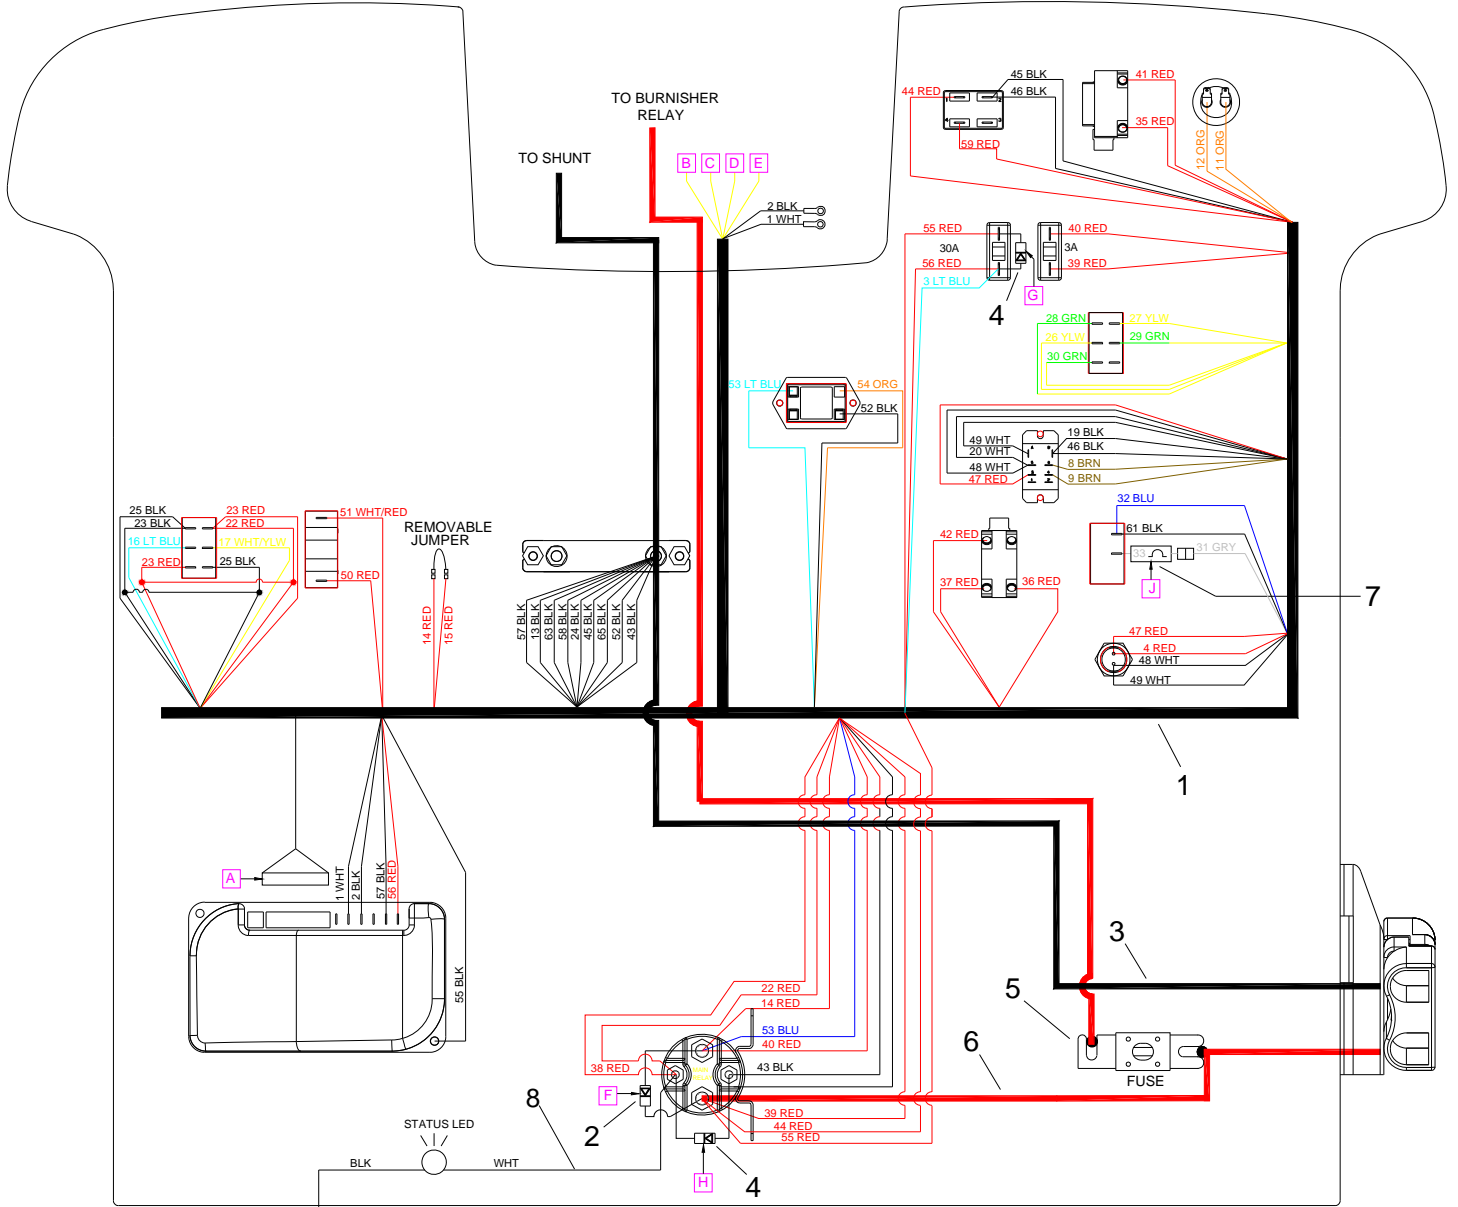 TO BURNISHER
RELAY
TO SHUNT
B C D E
2 BLK
1 WHT
44 RED
45 BLK
46 BLK
59 RED
1
2
3
4
41 RED
35 RED
12 ORG
11 ORG
55 RED
30A
56 RED
3 LT BLU
4
G
40 RED
3A
39 RED
28 GRN
27 YLW
26 YLW
29 GRN
30 GRN
53 LT BLU
54 ORG
52 BLK
49 WHT
20 WHT
48 WHT
47 RED
19 BLK
46 BLK
8 BRN
9 BRN
32 BLU
61 BLK
33
31 GRY
J
7
42 RED
37 RED
36 RED
47 RED
4 RED
48 WHT
49 WHT
25 BLK
23 BLK
16 LT BLU
23 RED
23 RED
22 RED
17 WHT/YLW
25 BLK
51 WHT/RED
50 RED
REMOVABLE
JUMPER
14 RED
15 RED
57 BLK
13 BLK
63 BLK
58 BLK
24 BLK
45 BLK
65 BLK
52 BLK
43 BLK
1
A
1 WHT
2 BLK
57 BLK
56 RED
55 BLK
3
5
6
FUSE
22 RED
14 RED
53 BLU
40 RED
38 RED
43 BLK
39 RED
44 RED
55 RED
F
2
8
H
4
STATUS LED
BLK
WHT